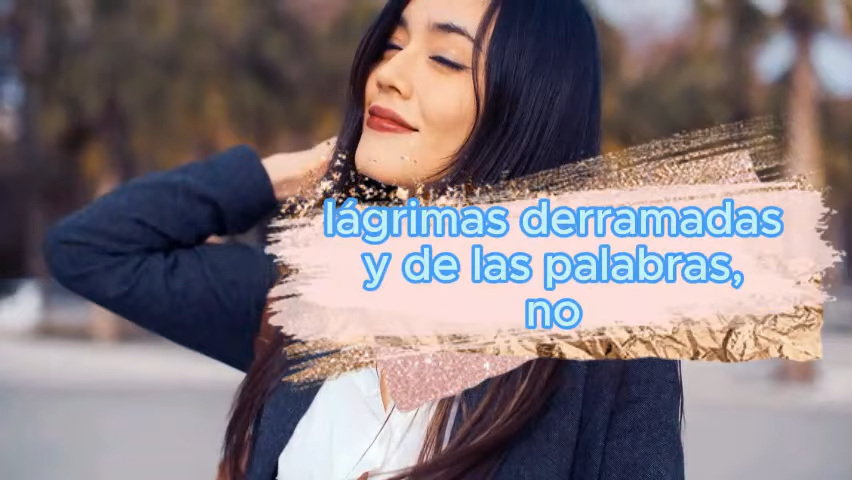 lágrimas derramadas
y de las palabras,
no